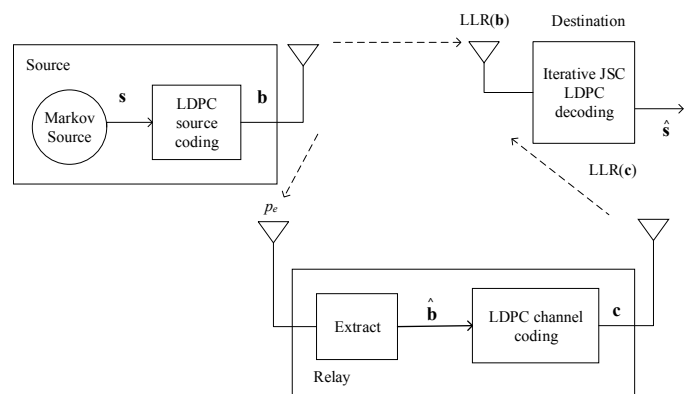 LLR(b)
Destination
Source
s
LDPC
source
coding
b
Markov
Source
Iterative JSC
LDPC
decoding
ŝ
LLR(c)
pe
Extract
b̂
LDPC channel
coding
c
Relay